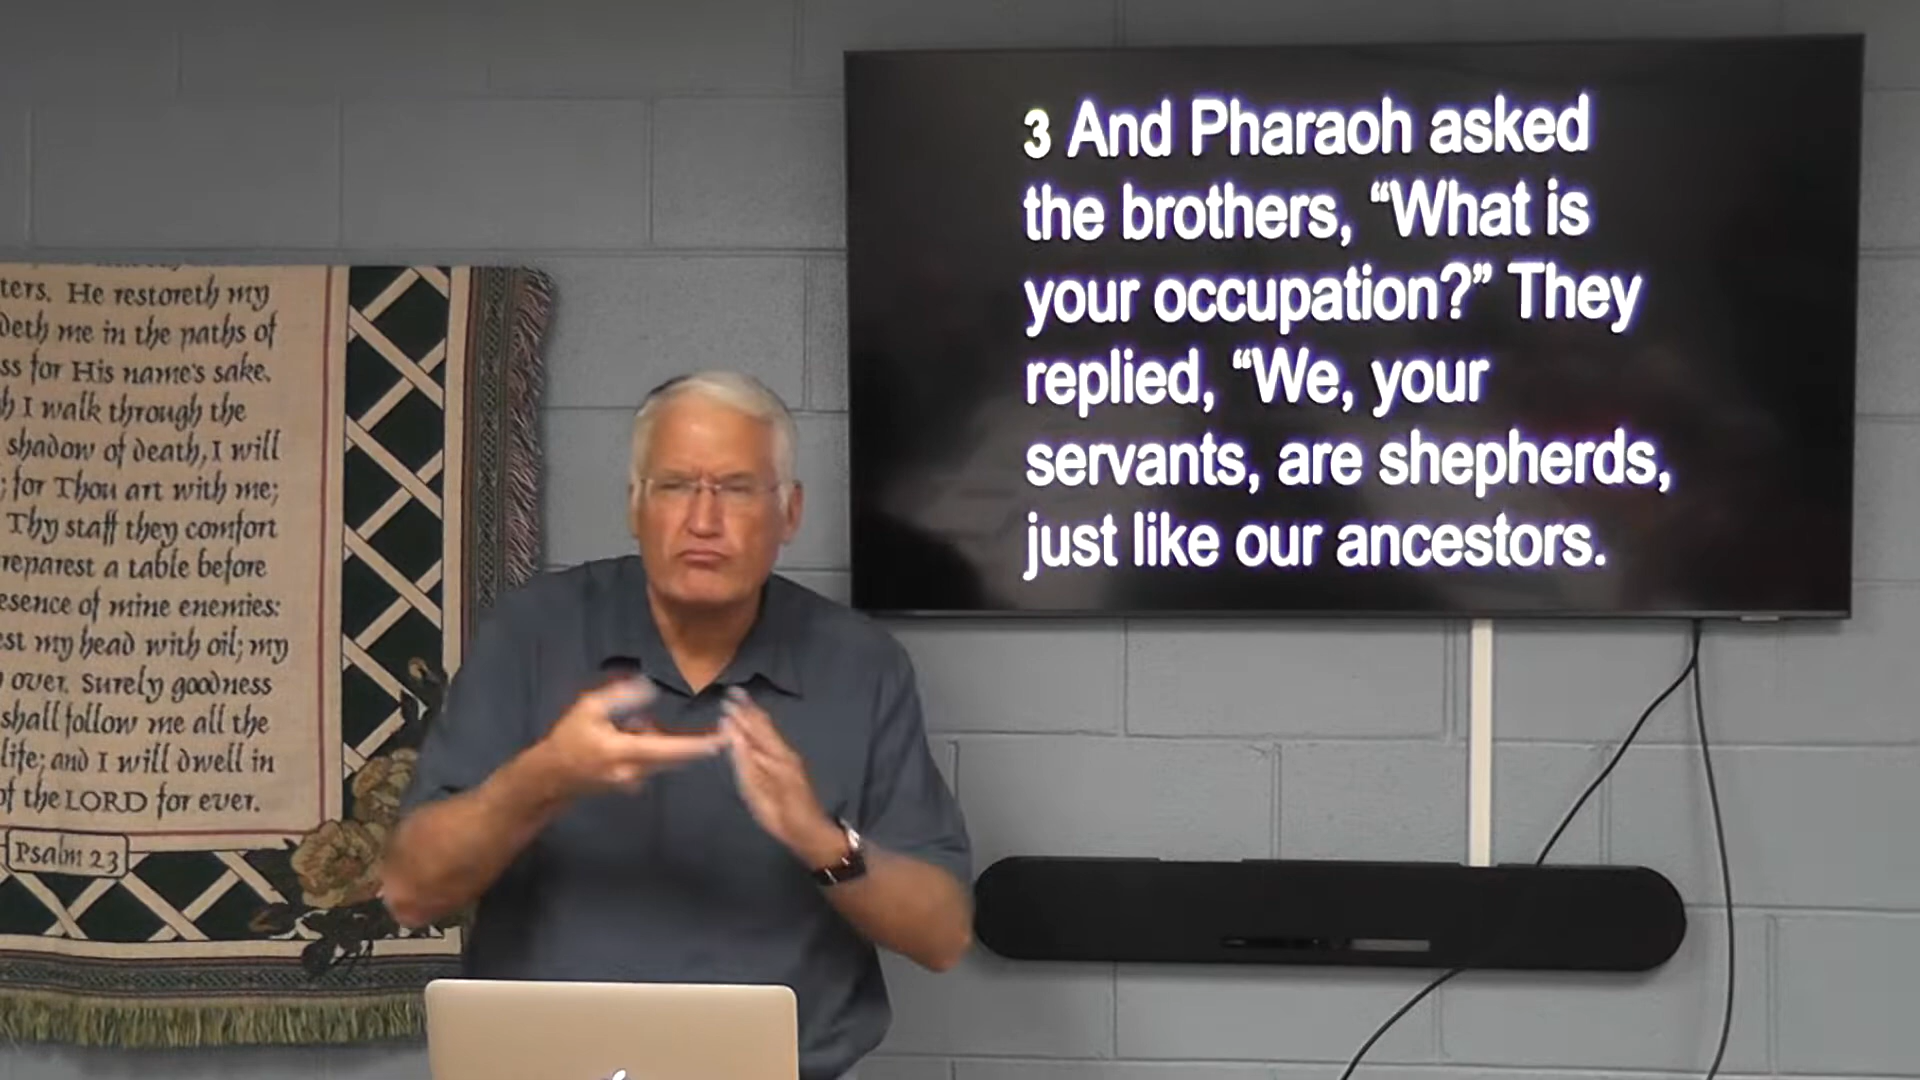 ters. He restoreth my
deth me in the paths of
ss for His name's sake.
h I walk through the
shadow of death, I will
; for Thou art with me;
Thy staff they comfort
reparest a table before
esence of mine enemies:
est my head with oil; my
over. Surely goodness
shall follow me all the
life; and I will dwell in
of the LORD for ever.
Psalm 23
3 And Pharaoh asked
the brothers, “What is
your occupation?” They
replied, “We, your
servants, are shepherds,
just like our ancestors.